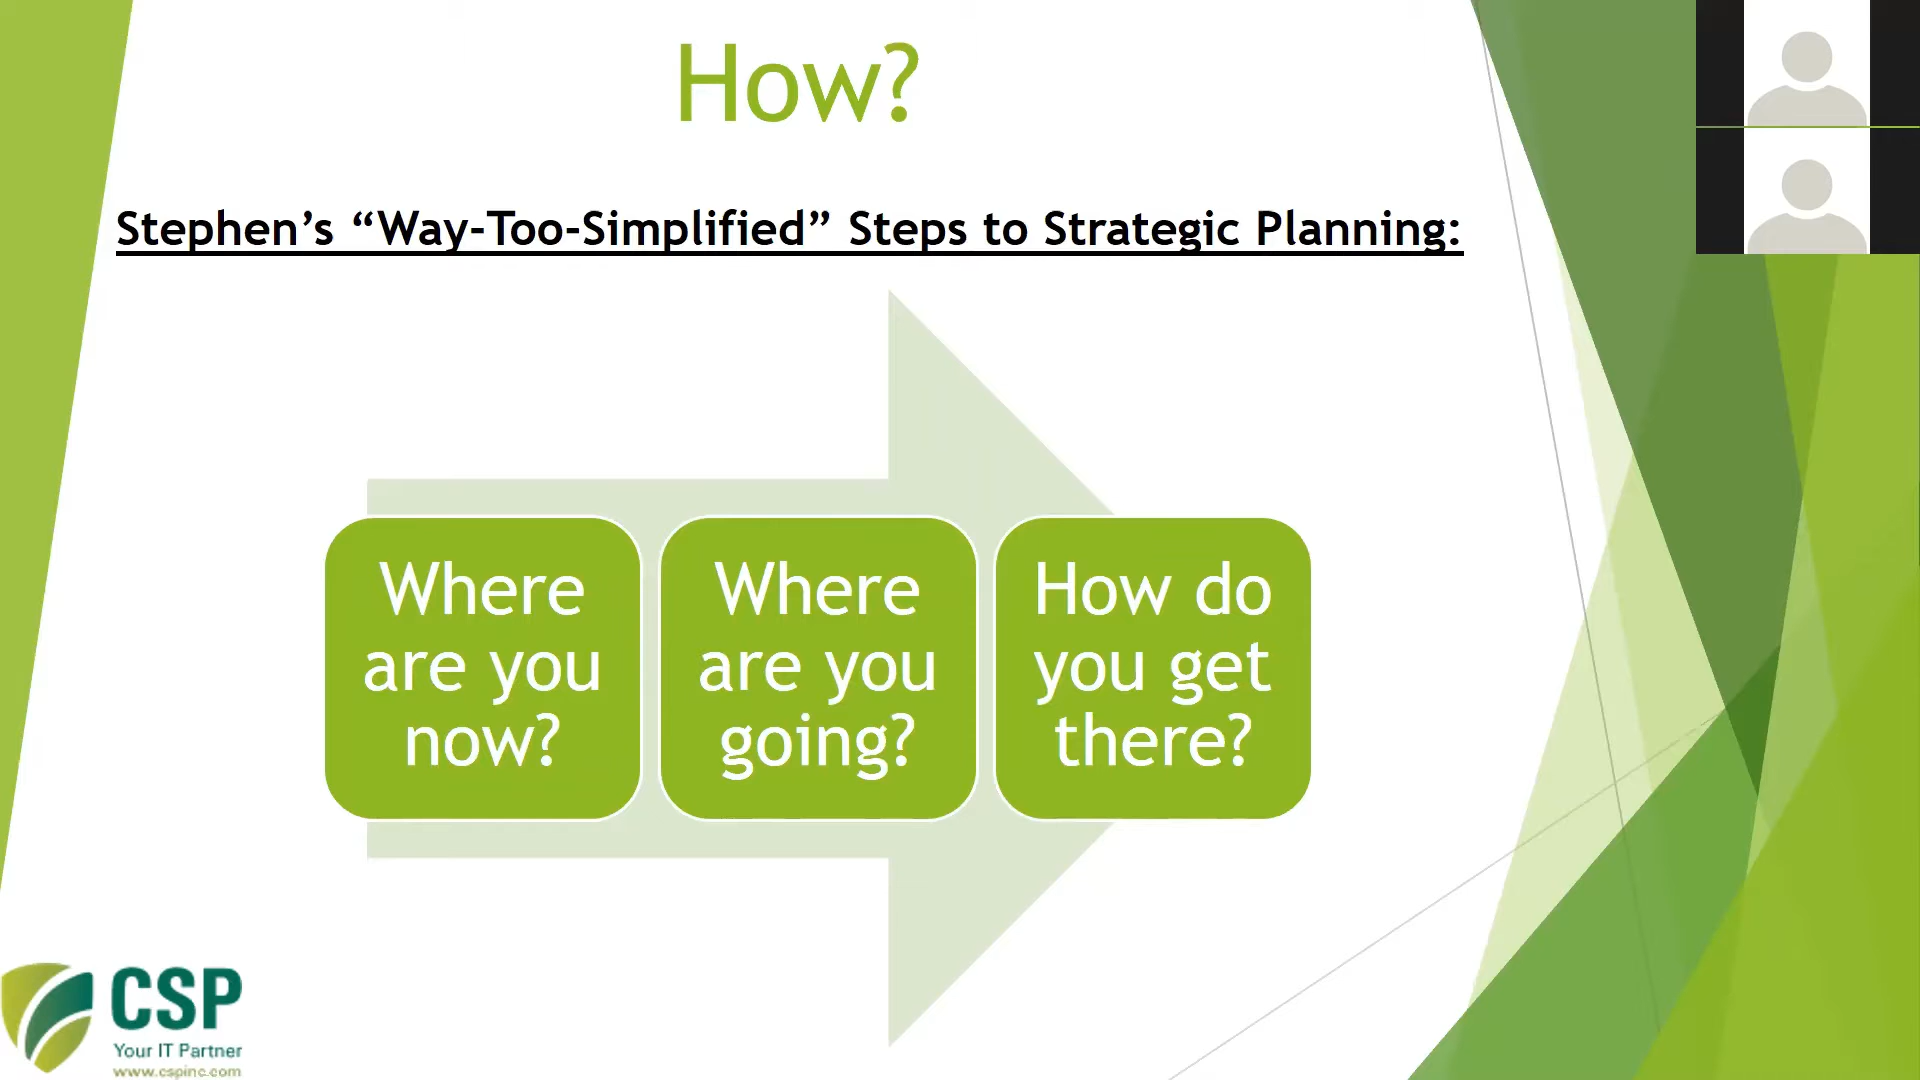 How?
Stephen’s “Way-Too-Simplified” Steps to Strategic Planning:
Where
are you
now?
Where
are you
going?
How do
you get
there?
CSP
Your IT Partner
www.cspinc.com